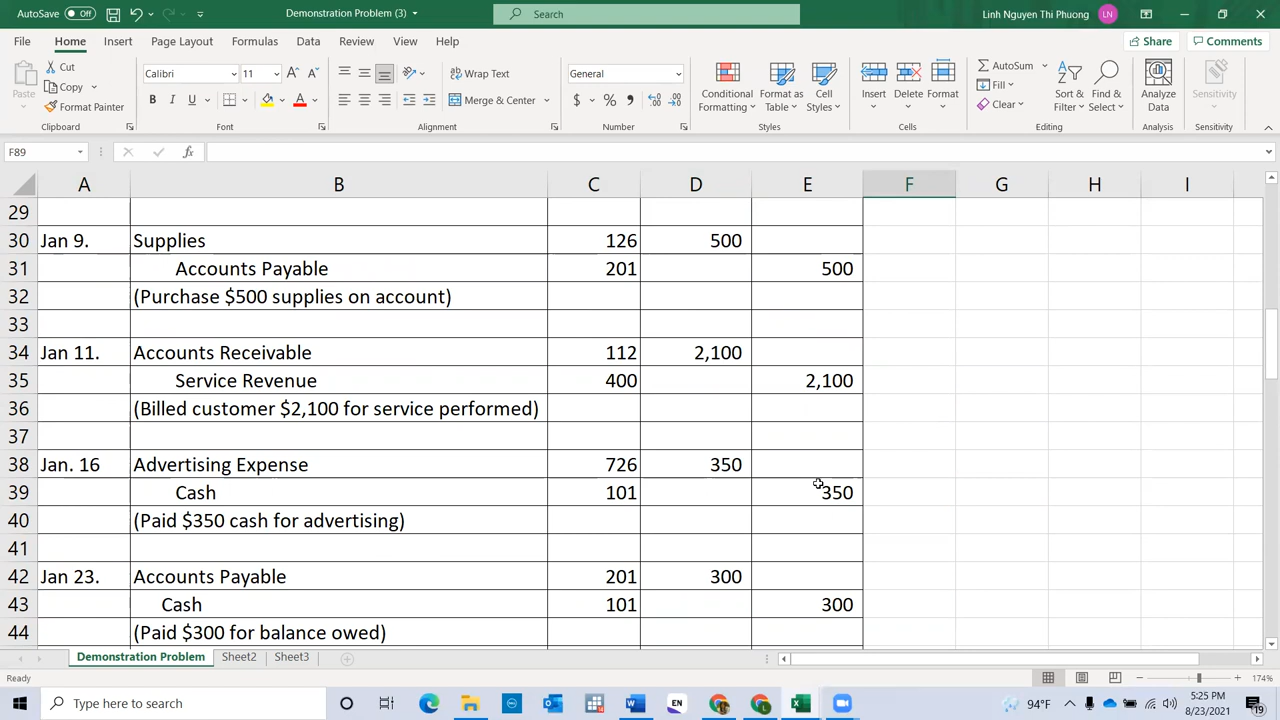 AutoSave Off Demonstration Problem (3) Search Linh Nguyen Thi Phuong LN
File Home Insert Page Layout Formulas Data Review View Help Share Comments
Paste Cut Copy Format Painter Clipboard
Calibri 11 B I U Font
Wrap Text Merge & Center Alignment
General $ % Number
Conditional Formatting Format as Table Cell Styles Styles
Insert Delete Format Cells
AutoSum Fill Clear Sort & Filter Find & Select Editing
Analyze Data Analysis
Sensitivity Sensitivity
F89 fx
A B C D E F G H I
29
30 Jan 9. Supplies 126 500
31 Accounts Payable 201 500
32 (Purchase $500 supplies on account)
33
34 Jan 11. Accounts Receivable 112 2,100
35 Service Revenue 400 2,100
36 (Billed customer $2,100 for service performed)
37
38 Jan. 16 Advertising Expense 726 350
39 Cash 101 350
40 (Paid $350 cash for advertising)
41
42 Jan 23. Accounts Payable 201 300
43 Cash 101 300
44 (Paid $300 for balance owed)
Demonstration Problem Sheet2 Sheet3
Ready 174%
Type here to search EN 94°F 5:25 PM
8/23/2021 19